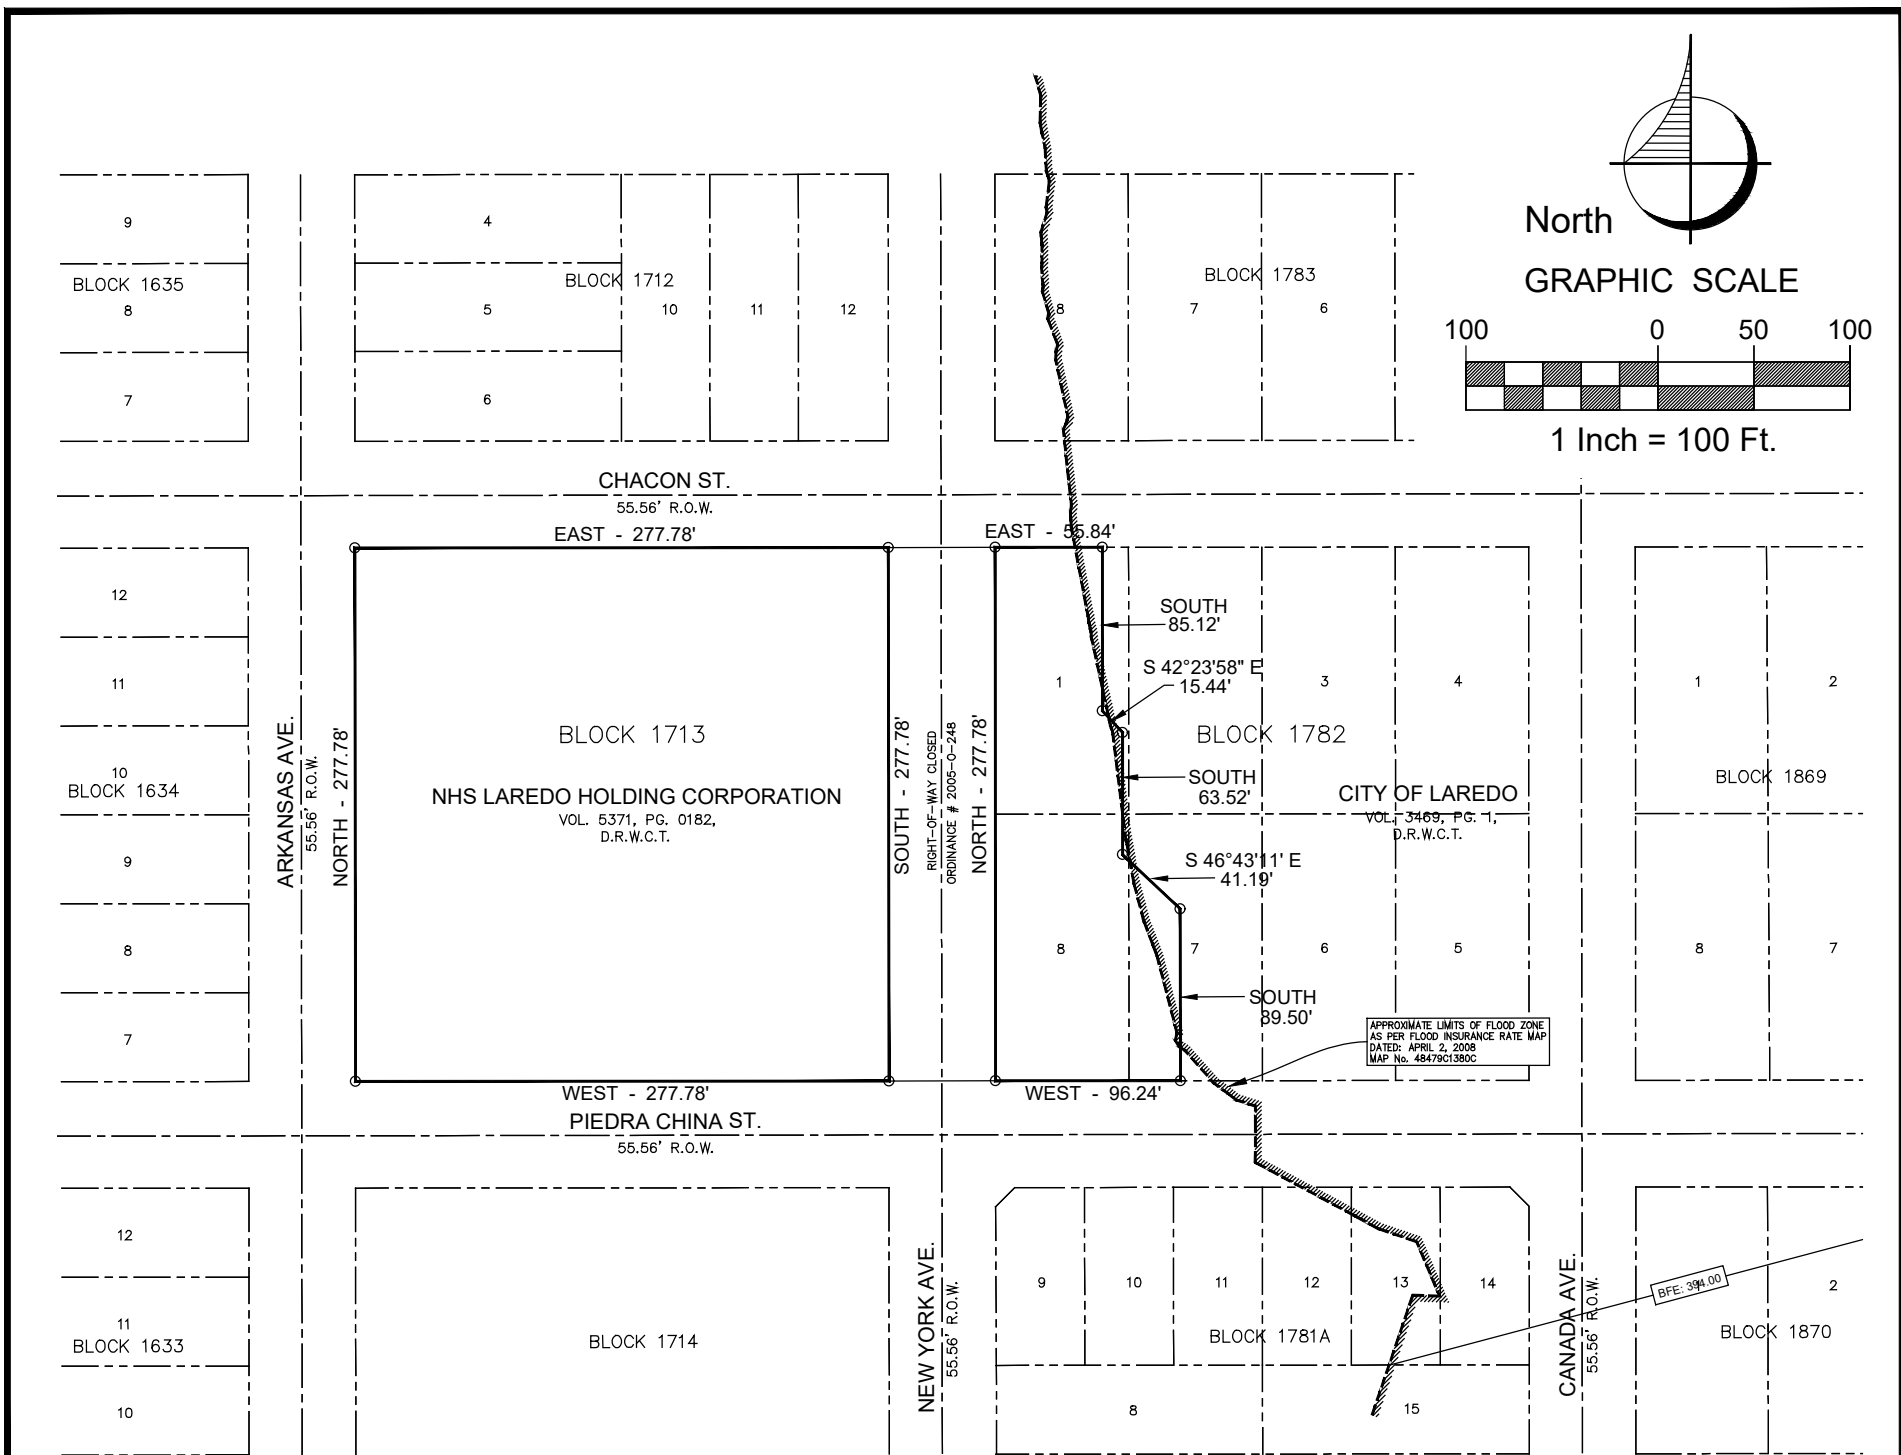 North
GRAPHIC SCALE
100 0 50 100
1 Inch = 100 Ft.
9
BLOCK 1635
8
7
4
BLOCK 1712
5
6
10
11
12
8
7
BLOCK 1783
6
CHACON ST.
55.56' R.O.W.
EAST - 277.78'
EAST - 55.84'
12
11
10
BLOCK 1634
9
8
7
ARKANSAS AVE.
55.56' R.O.W.
NORTH - 277.78'
BLOCK 1713
NHS LAREDO HOLDING CORPORATION
VOL. 5371, PG. 0182,
D.R.W.C.T.
SOUTH - 277.78'
RIGHT-OF-WAY CLOSED
ORDINANCE # 2005-O-248
NORTH - 277.78'
SOUTH
85.12'
S 42°23'58" E
15.44'
1
3
4
BLOCK 1782
SOUTH
63.52'
CITY OF LAREDO
VOL. 3469, PG. 1,
D.R.W.C.T.
S 46°43'11' E
41.19'
8
7
6
5
SOUTH
89.50'
1
2
BLOCK 1869
8
7
APPROXIMATE LIMITS OF FLOOD ZONE
AS PER FLOOD INSURANCE RATE MAP
DATED: APRIL 2, 2008
MAP No. 48479C1380C
WEST - 277.78'
WEST - 96.24'
PIEDRA CHINA ST.
55.56' R.O.W.
12
11
BLOCK 1633
10
BLOCK 1714
NEW YORK AVE.
55.56' R.O.W.
9
10
11
12
13
14
BLOCK 1781A
8
15
CANADA AVE.
55.56' R.O.W.
BFE: 394.00
2
BLOCK 1870